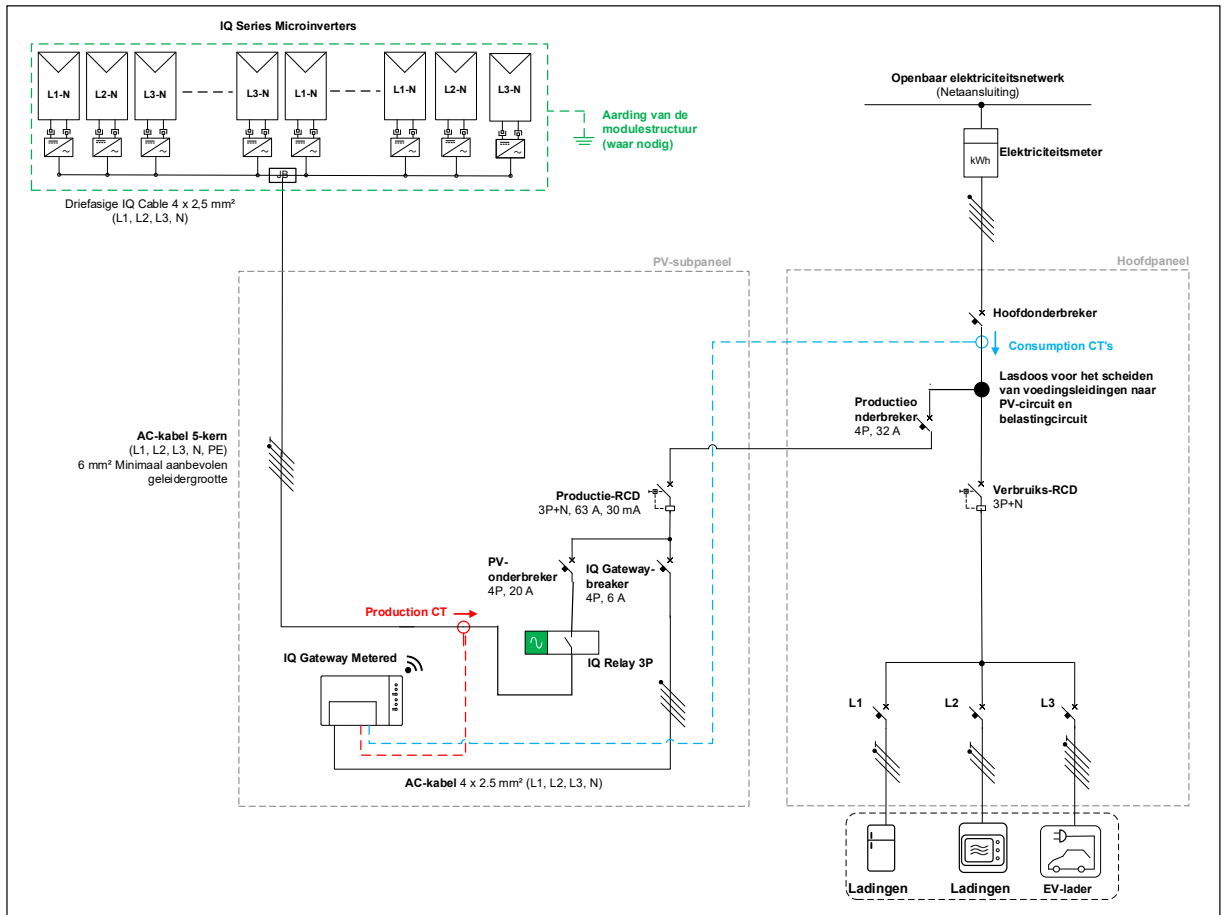 IQ Series Microinverters
L1-N
L2-N
L3-N
L3-N
L1-N
L1-N
L2-N
L3-N
JB
Aarding van de
modulestructuur
(waar nodig)
Driefasige IQ Cable 4 x 2,5 mm²
(L1, L2, L3, N)
Openbaar elektriciteitsnetwerk
(Netaansluiting)
kWh
Elektriciteitsmeter
PV-subpaneel
Hoofdpaneel
Hoofdonderbreker
Consumption CT's
Lasdoos voor het scheiden
van voedingsleidingen naar
PV-circuit en
belastingcircuit
Productieo
nderbreker
4P, 32 A
AC-kabel 5-kern
(L1, L2, L3, N, PE)
6 mm² Minimaal aanbevolen
geleidergrootte
Productie-RCD
3P+N, 63 A, 30 mA
Verbruiks-RCD
3P+N
PV-
onderbreker
4P, 20 A
IQ Gateway-
breaker
4P, 6 A
Production CT
IQ Relay 3P
IQ Gateway Metered
AC-kabel 4 x 2.5 mm² (L1, L2, L3, N)
L1
L2
L3
Ladingen
Ladingen
EV-lader